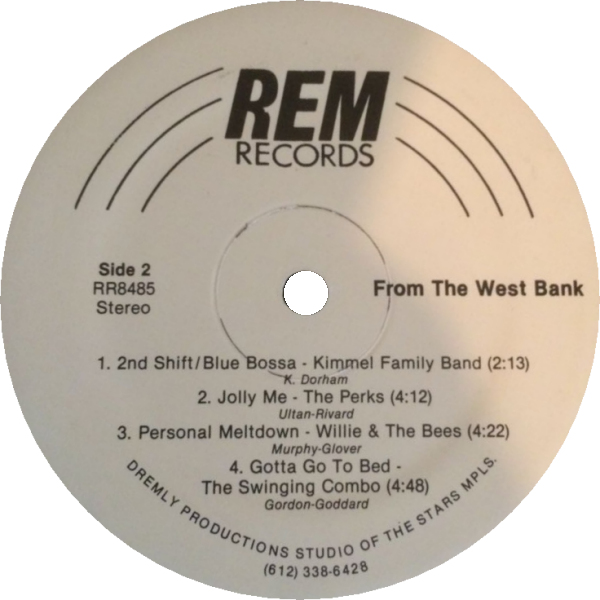 REM
RECORDS
Side 2
RR8485
Stereo
From The West Bank
1. 2nd Shift/Blue Bossa - Kimmel Family Band (2:13)
K. Dorham
2. Jolly Me - The Perks (4:12)
Ultan-Rivard
3. Personal Meltdown - Willie & The Bees (4:22)
Murphy-Glover
4. Gotta Go To Bed -
The Swinging Combo (4:48)
Gordon-Goddard
DREMLY PRODUCTIONS STUDIO OF THE STARS MPLS.
(612) 338-6428